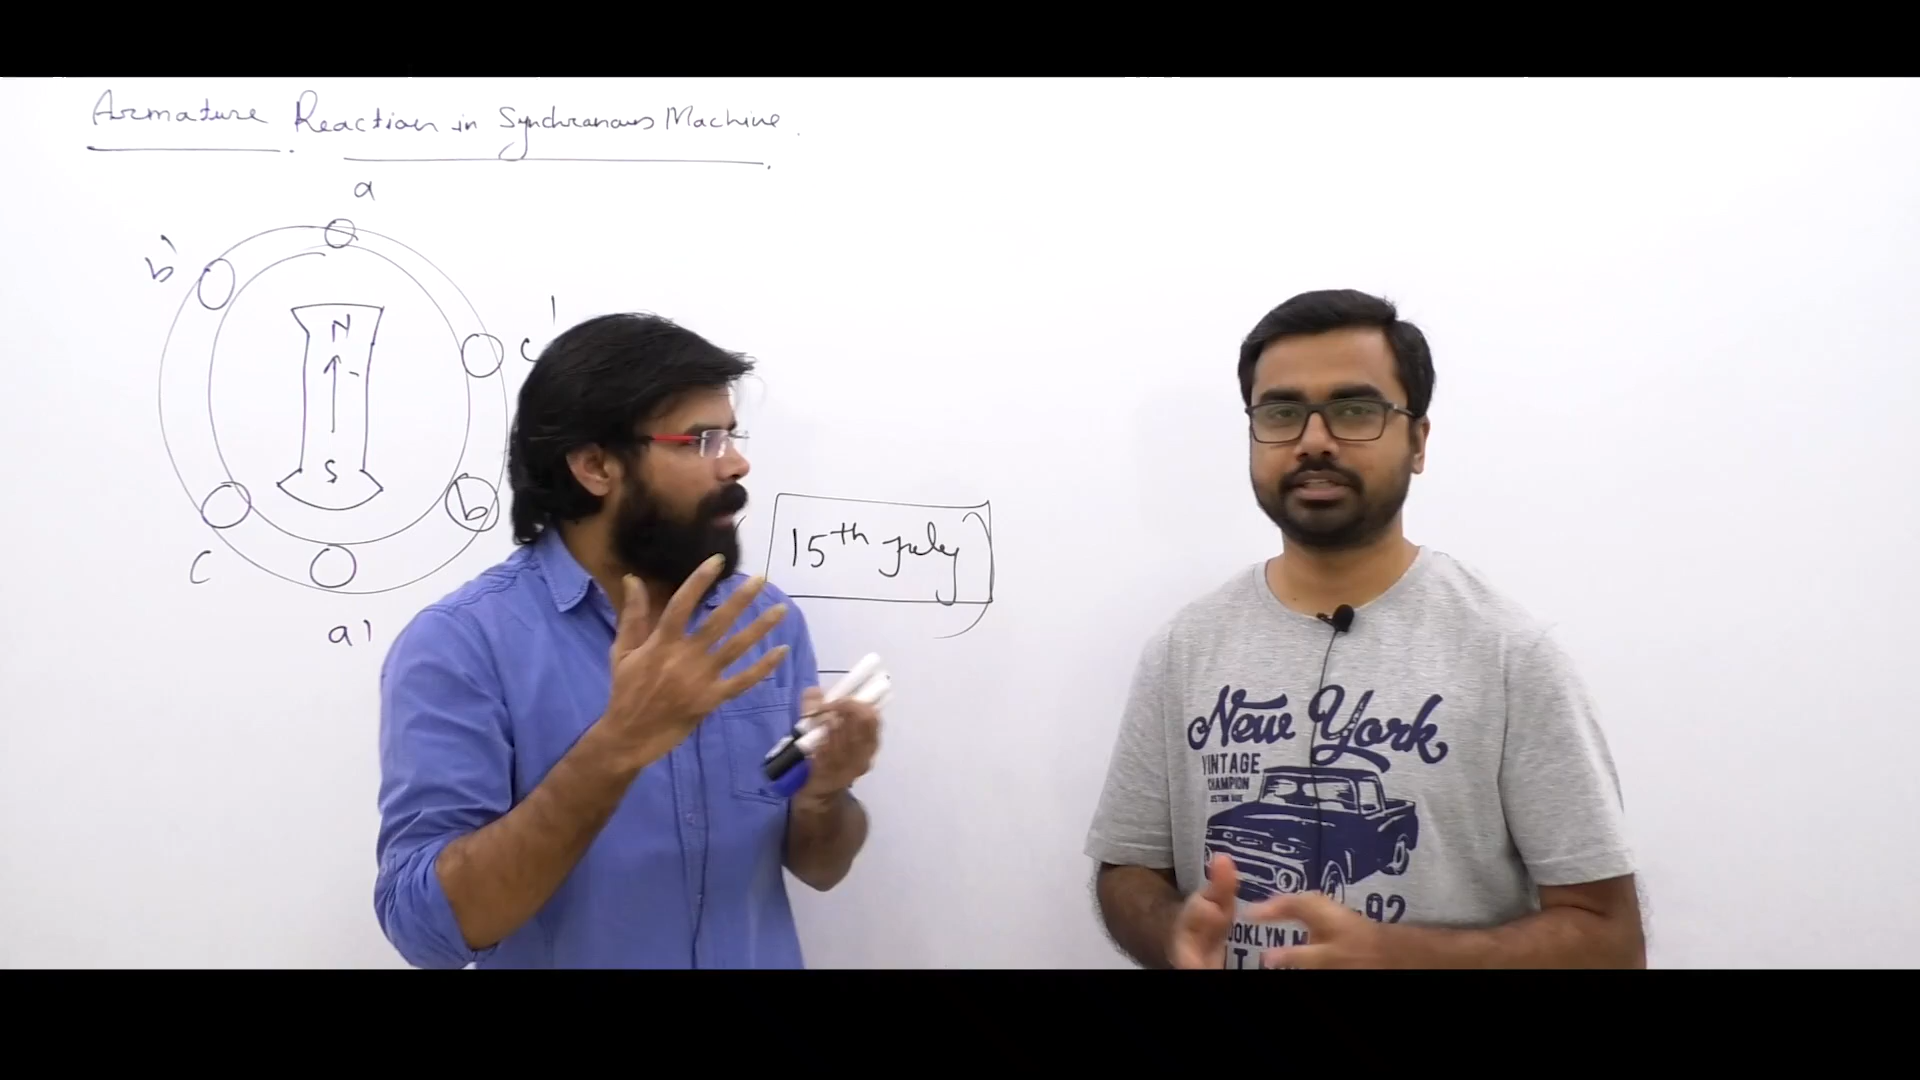 Armature Reaction in Synchronous Machine.
a
b'
N
c'
S
b
c
a'
15th july
New York
VINTAGE
CHAMPION
92